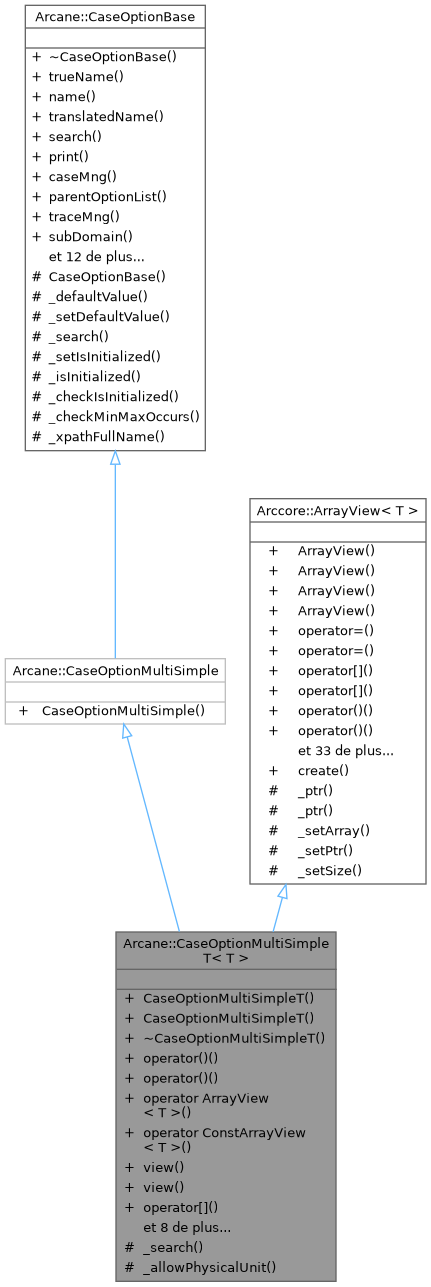 Arcane::CaseOptionBase
+ ~CaseOptionBase()
+ trueName()
+ name()
+ translatedName()
+ search()
+ print()
+ caseMng()
+ parentOptionList()
+ traceMng()
+ subDomain()
et 12 de plus...
# CaseOptionBase()
# _defaultValue()
# _setDefaultValue()
# _search()
# _setIsInitialized()
# _isInitialized()
# _checkIsInitialized()
# _checkMinMaxOccurs()
# _xpathFullName()
Arccore::ArrayView< T >
+ ArrayView()
+ ArrayView()
+ ArrayView()
+ ArrayView()
+ operator=()
+ operator=()
+ operator[]()
+ operator[]()
+ operator()()
+ operator()()
et 33 de plus...
+ create()
# _ptr()
# _ptr()
# _setArray()
# _setPtr()
# _setSize()
Arcane::CaseOptionMultiSimple
+ CaseOptionMultiSimple()
Arcane::CaseOptionMultiSimple
T< T >
+ CaseOptionMultiSimpleT()
+ CaseOptionMultiSimpleT()
+ ~CaseOptionMultiSimpleT()
+ operator()()
+ operator()()
+ operator ArrayView
< T >()
+ operator ConstArrayView
< T >()
+ view()
+ view()
+ operator[]()
et 8 de plus...
# _search()
# _allowPhysicalUnit()